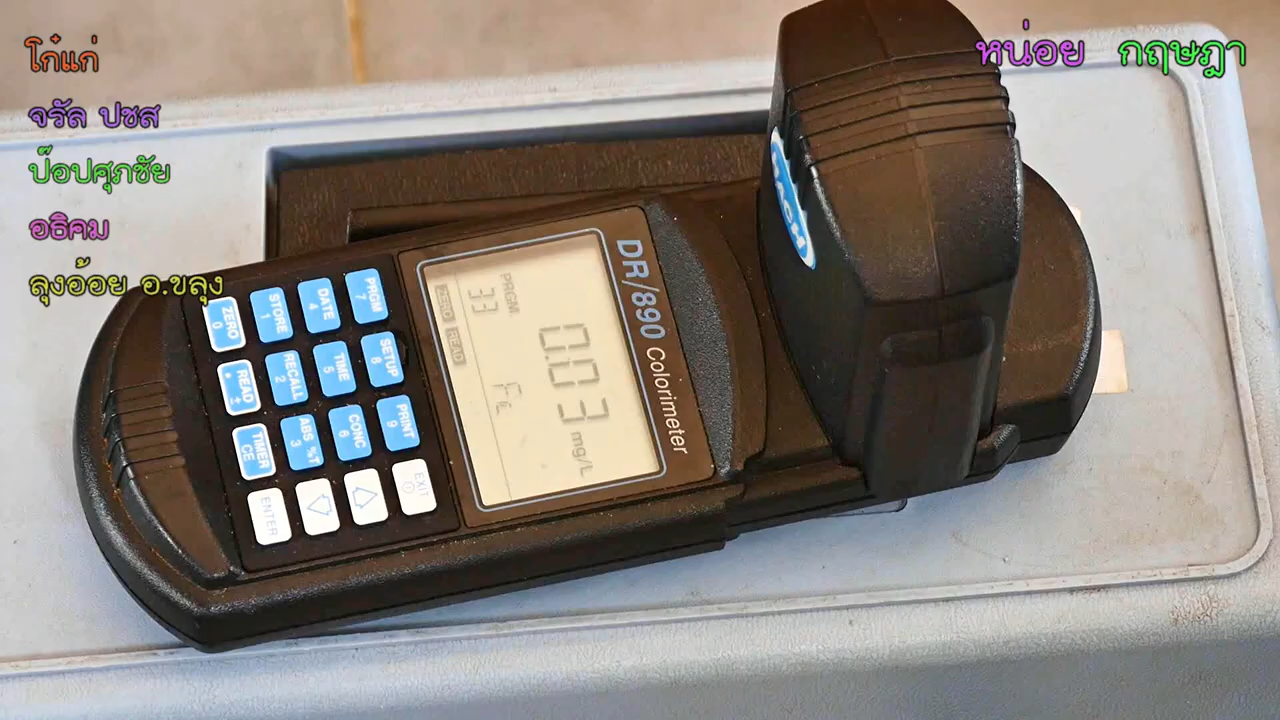 โก๋แก่
จรัล ปชส
ป๊อปศุภชัย
อธิคม
ลุงอ้อย อ.ขลุง
หน่อย กฤษฎา
HACH
DR/890 Colorimeter
0.03 mg/L
PRGM
33
Fe
ZERO READ
PRGM 7
SETUP 8
PRINT 9
EXIT
DATE 4
TIME 5
CONC 6
STORE 1
RECALL 2
ABS %T 3
ZERO 0
READ ±
TIMER CE
ENTER